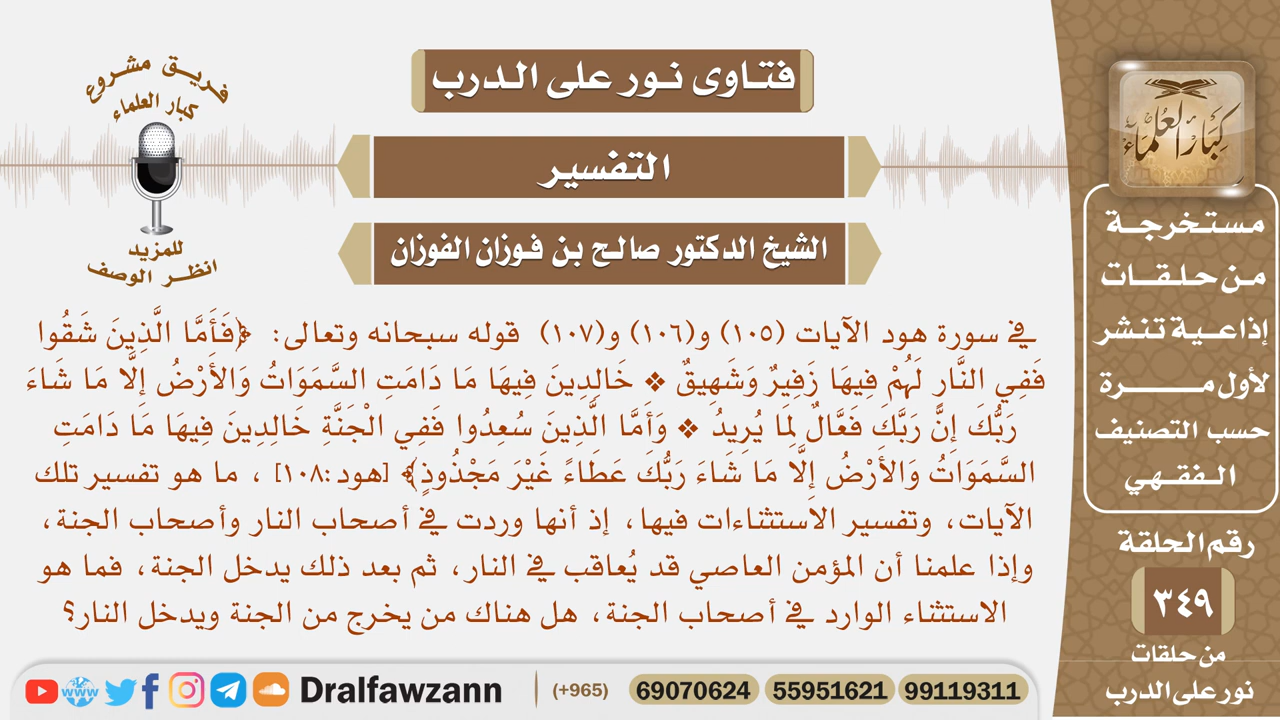 فتاوى نور على الدرب
التفسير
الشيخ الدكتور صالح بن فوزان الفوزان
فريق مشروع
كبار العلماء
للمزيد
انظر الوصف
في سورة هود الآيات (١٠٥) و(١٠٦) و(١٠٧) قوله سبحانه وتعالى: ﴿فَأَمَّا الَّذِينَ شَقُوا
فَفِي النَّارِ لَهُمْ فِيهَا زَفِيرٌ وَشَهِيقٌ ❖ خَالِدِينَ فِيهَا مَا دَامَتِ السَّمَوَاتُ وَالأَرْضُ إِلَّا مَا شَاءَ
رَبُّكَ إِنَّ رَبَّكَ فَعَّالٌ لِمَا يُرِيدُ ❖ وَأَمَّا الَّذِينَ سُعِدُوا فَفِي الْجَنَّةِ خَالِدِينَ فِيهَا مَا دَامَتِ
السَّمَوَاتُ وَالأَرْضُ إِلَّا مَا شَاءَ رَبُّكَ عَطَاءً غَيْرَ مَجْذُوذٍ﴾ [هود:١٠٨] ، ما هو تفسير تلك
الآيات، وتفسير الاستثناءات فيها، إذ أنها وردت في أصحاب النار وأصحاب الجنة،
وإذا علمنا أن المؤمن العاصي قد يُعاقب في النار، ثم بعد ذلك يدخل الجنة، فما هو
الاستثناء الوارد في أصحاب الجنة، هل هناك من يخرج من الجنة ويدخل النار؟
كِبَار العُلَمَاء
مستخرجة
من حلقات
إذاعية تنشر
لأول مرة
حسب التصنيف
الفقهي
رقم الحلقة
٣٤٩
من حلقات
نور على الدرب
www Dralfawzann (+965) 69070624 55951621 99119311